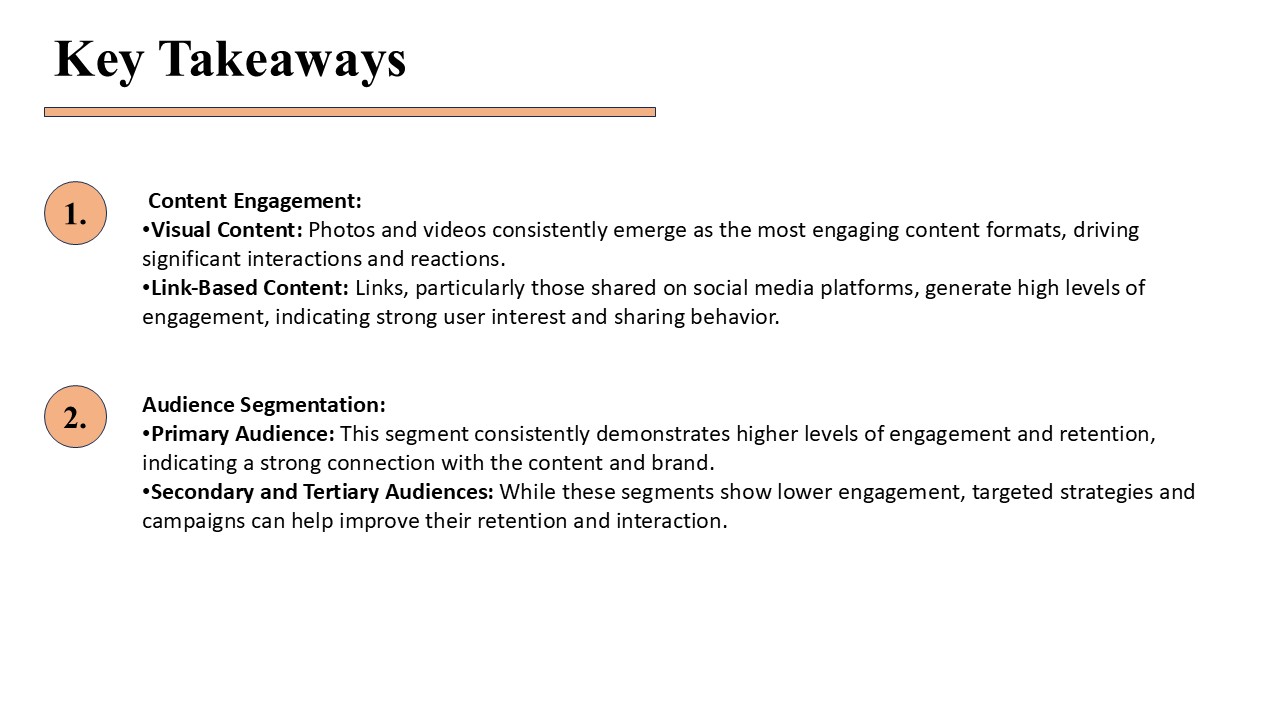 Key Takeaways
1.
Content Engagement:
•Visual Content: Photos and videos consistently emerge as the most engaging content formats, driving
significant interactions and reactions.
•Link-Based Content: Links, particularly those shared on social media platforms, generate high levels of
engagement, indicating strong user interest and sharing behavior.
2.
Audience Segmentation:
•Primary Audience: This segment consistently demonstrates higher levels of engagement and retention,
indicating a strong connection with the content and brand.
•Secondary and Tertiary Audiences: While these segments show lower engagement, targeted strategies and
campaigns can help improve their retention and interaction.